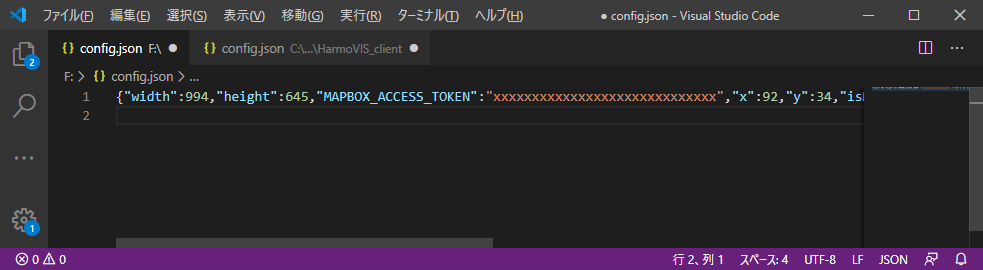 ファイル(F) 編集(E) 選択(S) 表示(V) 移動(G) 実行(R) ターミナル(T) ヘルプ(H) ● config.json - Visual Studio Code
{} config.json F:\ ● {} config.json C:\...\HarmoVIS_client ●
F: > {} config.json > ...
1 {"width":994,"height":645,"MAPBOX_ACCESS_TOKEN":"xxxxxxxxxxxxxxxxxxxxxxxxxxxxx","x":92,"y":34,"is
2
2
1
0 0 行 2、列 1 スペース: 4 UTF-8 LF JSON